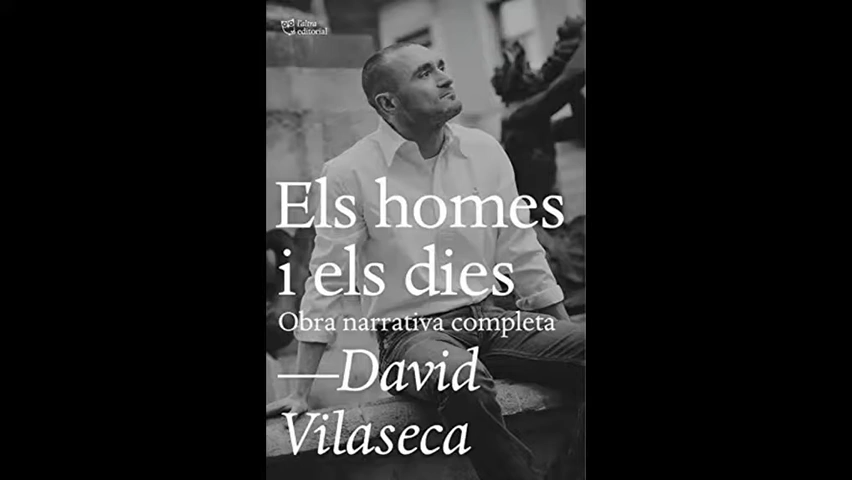 l'altra
editorial
Els homes
i els dies
Obra narrativa completa
—David
Vilaseca